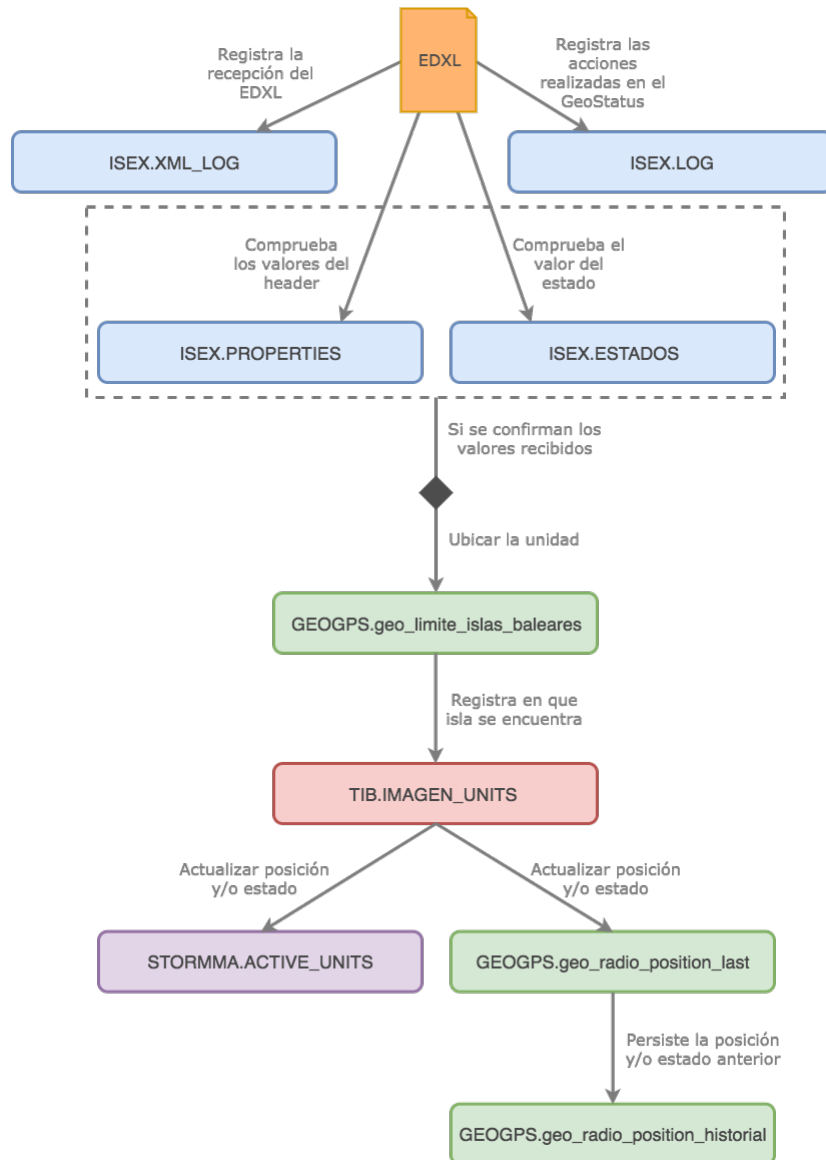 EDXL
Registra la
recepción del
EDXL
Registra las
acciones
realizadas en el
GeoStatus
ISEX.XML_LOG
ISEX.LOG
Comprueba
los valores del
header
Comprueba el
valor del
estado
ISEX.PROPERTIES
ISEX.ESTADOS
Si se confirman los
valores recibidos
Ubicar la unidad
GEOGPS.geo_limite_islas_baleares
Registra en que
isla se encuentra
TIB.IMAGEN_UNITS
Actualizar posición
y/o estado
Actualizar posición
y/o estado
STORMMA.ACTIVE_UNITS
GEOGPS.geo_radio_position_last
Persiste la posición
y/o estado anterior
GEOGPS.geo_radio_position_historial